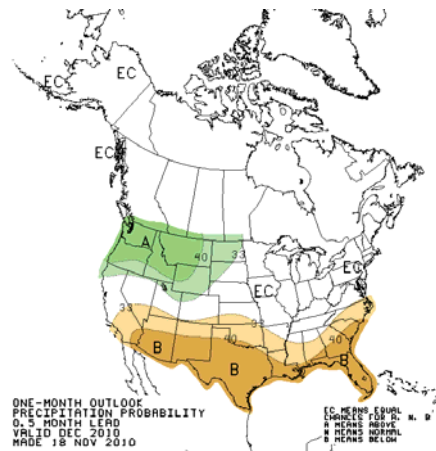 EC
EC
EC
A
40
33
EC
EC
33
33
40
40
B
B
B
ONE-MONTH OUTLOOK
PRECIPITATION PROBABILITY
0.5 MONTH LEAD
VALID DEC 2010
MADE 18 NOV 2010
EC MEANS EQUAL
CHANCES FOR A, N, B
A MEANS ABOVE
N MEANS NORMAL
B MEANS BELOW